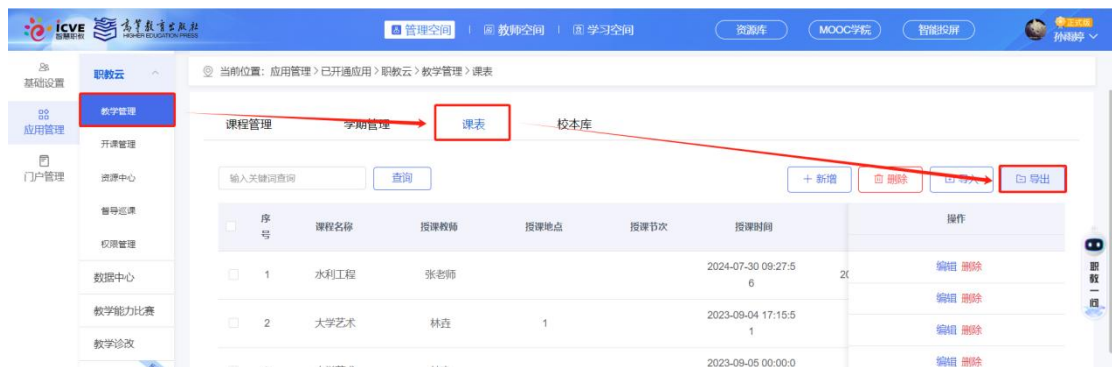 icve 智慧职教 高等教育出版社 HIGHER EDUCATION PRESS 管理空间 教师空间 学习空间 资源库 MOOC学院 智能投屏 正式版 孙雨婷
基础设置
应用管理
门户管理
职教云
教学管理
开课管理
资源中心
督导巡课
权限管理
数据中心
教学能力比赛
教学诊改
当前位置：应用管理>已开通应用>职教云>教学管理>课表
课程管理 学期管理 课表 校本库
输入关键词查询 查询 + 新增 删除 导入 导出
序号 课程名称 授课教师 授课地点 授课节次 授课时间 操作
1 水利工程 张老师 2024-07-30 09:27:56 20 编辑 删除
编辑 删除
2 大学艺术 林垚 1 2023-09-04 17:15:51 编辑 删除
2023-09-05 00:00:0 编辑 删除
职教一问